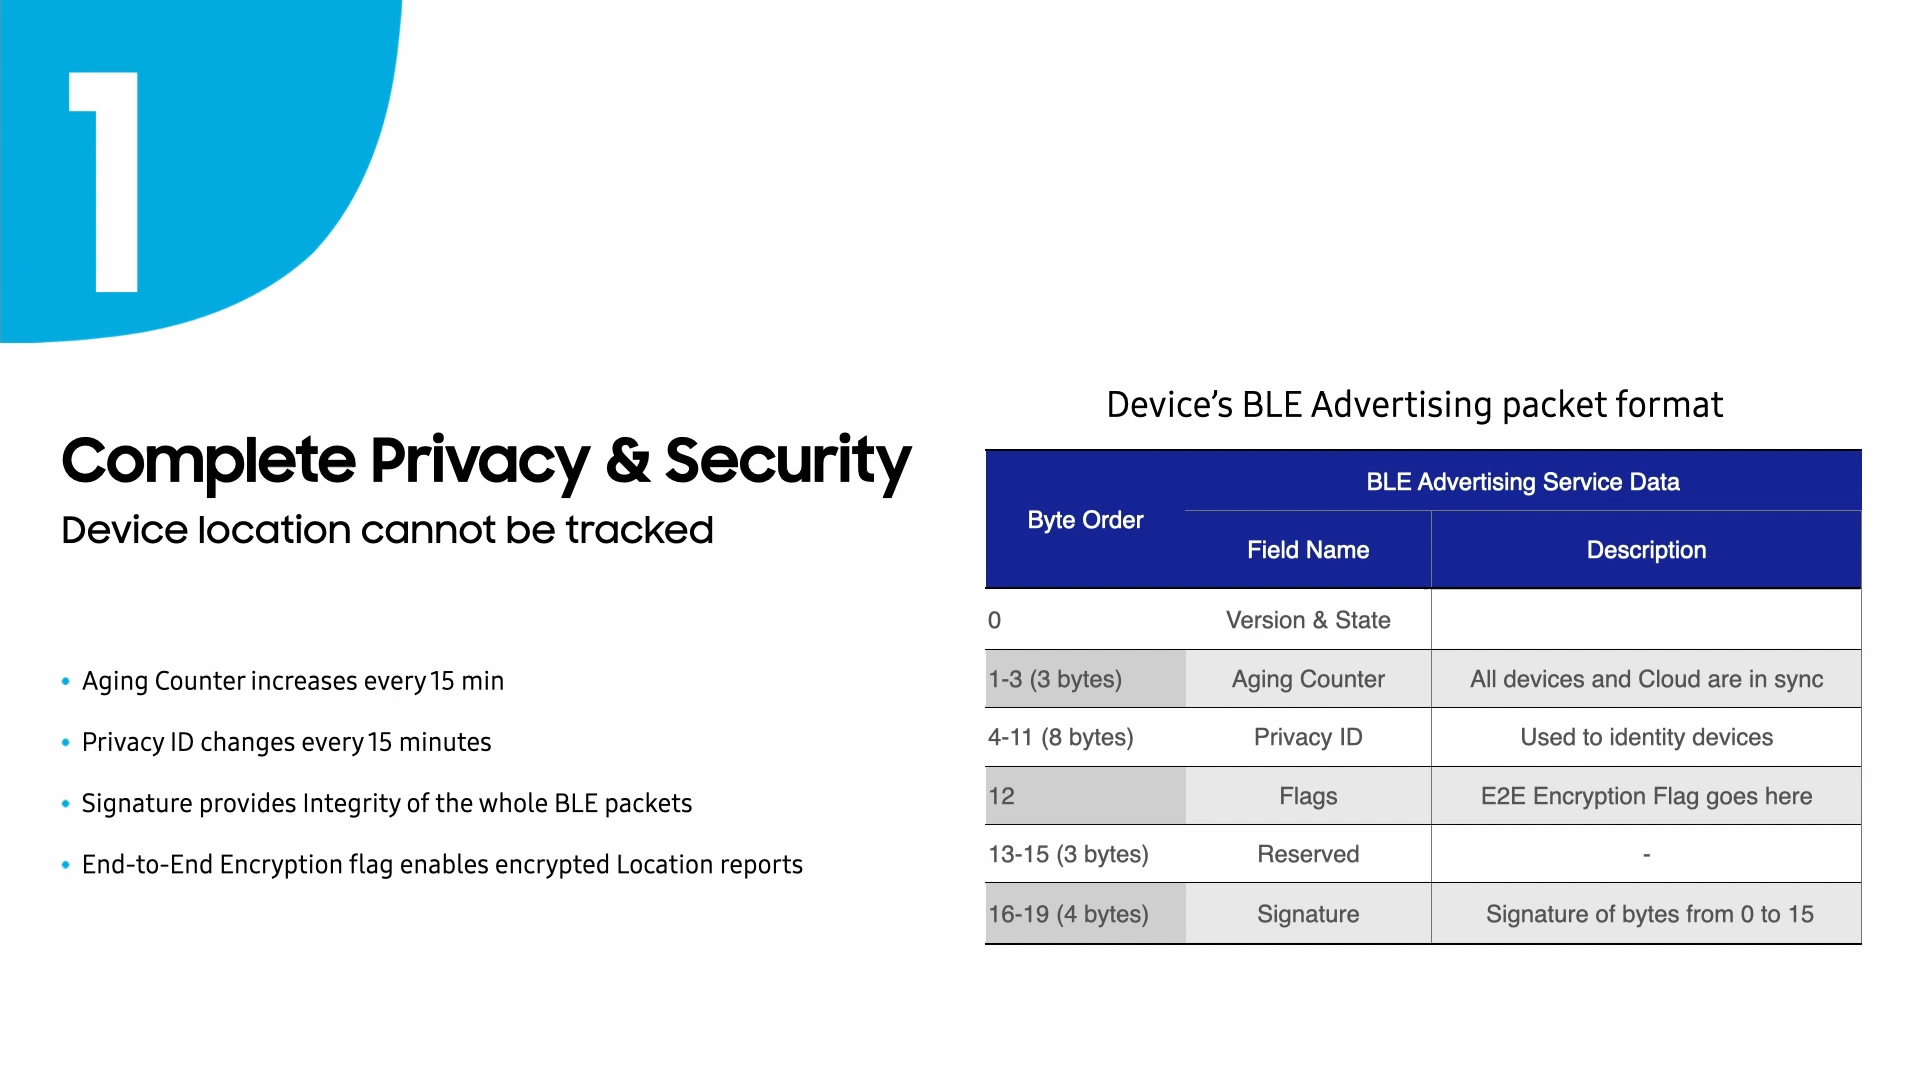 1
Complete Privacy & Security
Device location cannot be tracked
• Aging Counter increases every 15 min
• Privacy ID changes every 15 minutes
• Signature provides Integrity of the whole BLE packets
• End-to-End Encryption flag enables encrypted Location reports
Device's BLE Advertising packet format
Byte Order
BLE Advertising Service Data
Field Name Description
0 Version & State
1-3 (3 bytes) Aging Counter All devices and Cloud are in sync
4-11 (8 bytes) Privacy ID Used to identity devices
12 Flags E2E Encryption Flag goes here
13-15 (3 bytes) Reserved -
16-19 (4 bytes) Signature Signature of bytes from 0 to 15